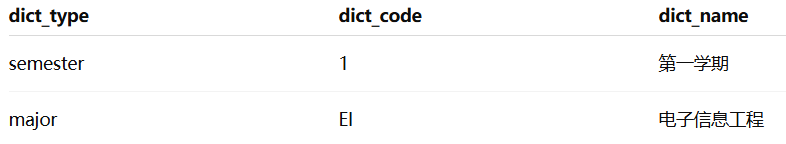 dict_type dict_code dict_name
semester 1 第一学期
major EI 电子信息工程